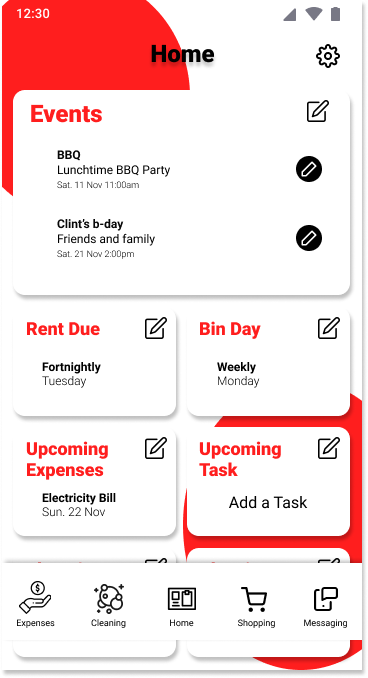 12:30
Home
Events
BBQ
Lunchtime BBQ Party
Sat. 11 Nov 11:00am
Clint's b-day
Friends and family
Sat. 21 Nov 2:00pm
Rent Due
Fortnightly
Tuesday
Bin Day
Weekly
Monday
Upcoming
Expenses
Electricity Bill
Sun. 22 Nov
Upcoming
Task
Add a Task
Expenses
Cleaning
Home
Shopping
Messaging